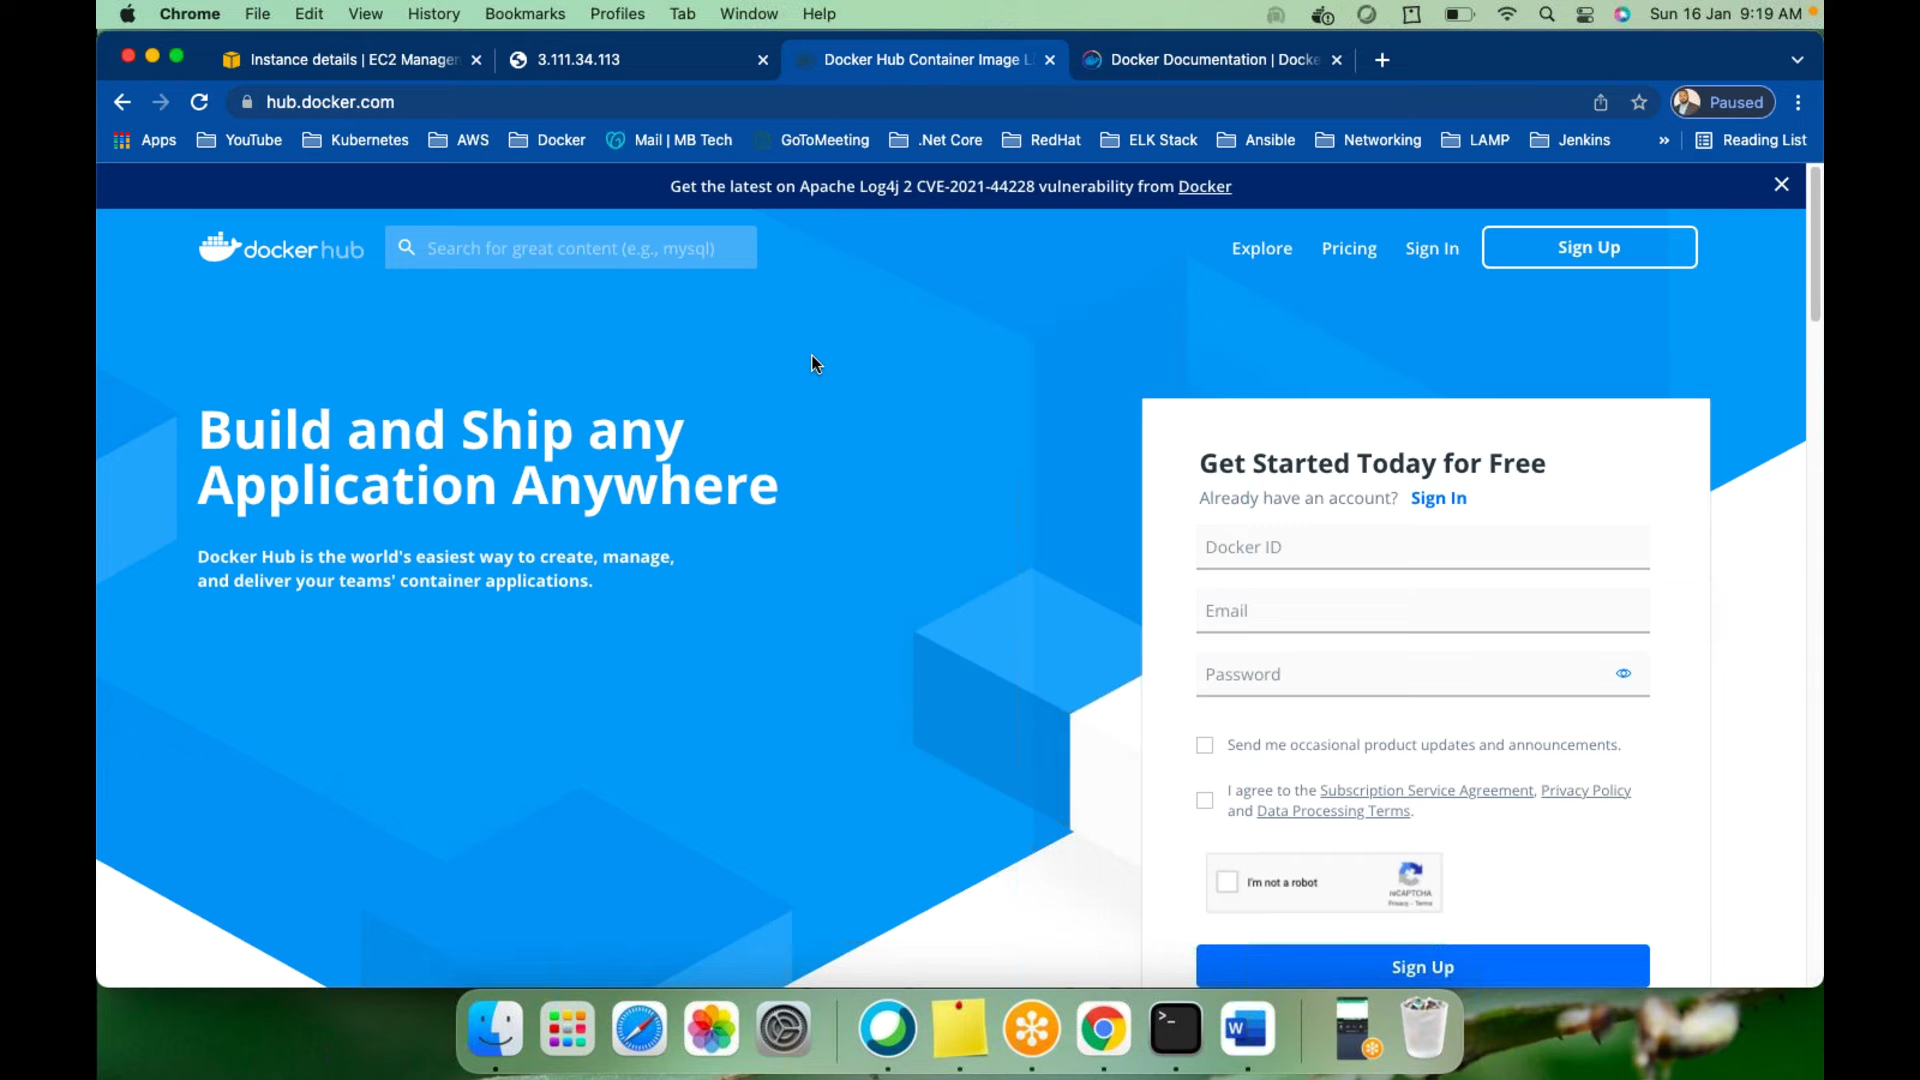 Chrome File Edit View History Bookmarks Profiles Tab Window Help Sun 16 Jan 9:19 AM
Instance details | EC2 Manager 3.111.34.113 Docker Hub Container Image Li Docker Documentation | Docke
hub.docker.com Paused
Apps YouTube Kubernetes AWS Docker Mail | MB Tech GoToMeeting .Net Core RedHat ELK Stack Ansible Networking LAMP Jenkins » Reading List
Get the latest on Apache Log4j 2 CVE-2021-44228 vulnerability from Docker
docker hub Search for great content (e.g., mysql) Explore Pricing Sign In Sign Up
Build and Ship any
Application Anywhere
Docker Hub is the world's easiest way to create, manage,
and deliver your teams' container applications.
Get Started Today for Free
Already have an account? Sign In
Docker ID
Email
Password
Send me occasional product updates and announcements.
I agree to the Subscription Service Agreement, Privacy Policy
and Data Processing Terms.
I'm not a robot
reCAPTCHA
Privacy - Terms
Sign Up
>_
W